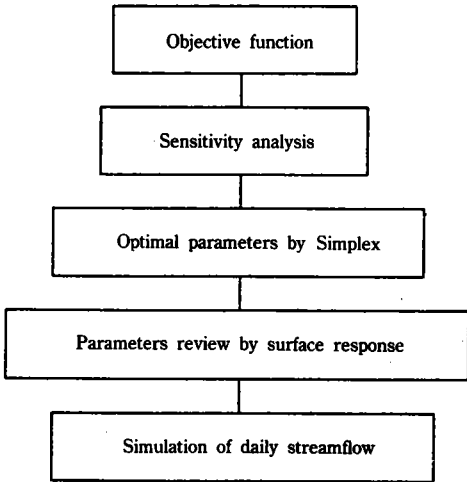 Objective function
Sensitivity analysis
Optimal parameters by Simplex
Parameters review by surface response
Simulation of daily streamflow